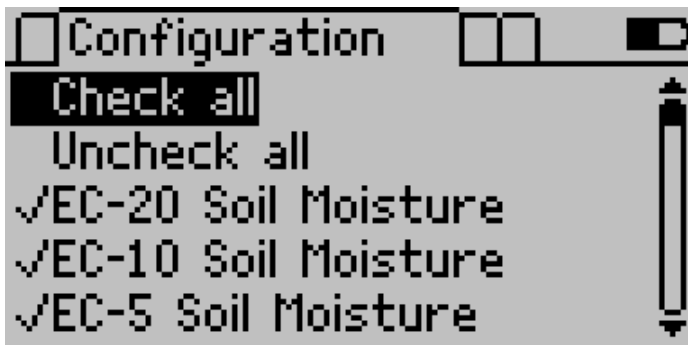 Configuration
Check all
Uncheck all
✓EC-20 Soil Moisture
✓EC-10 Soil Moisture
✓EC-5 Soil Moisture